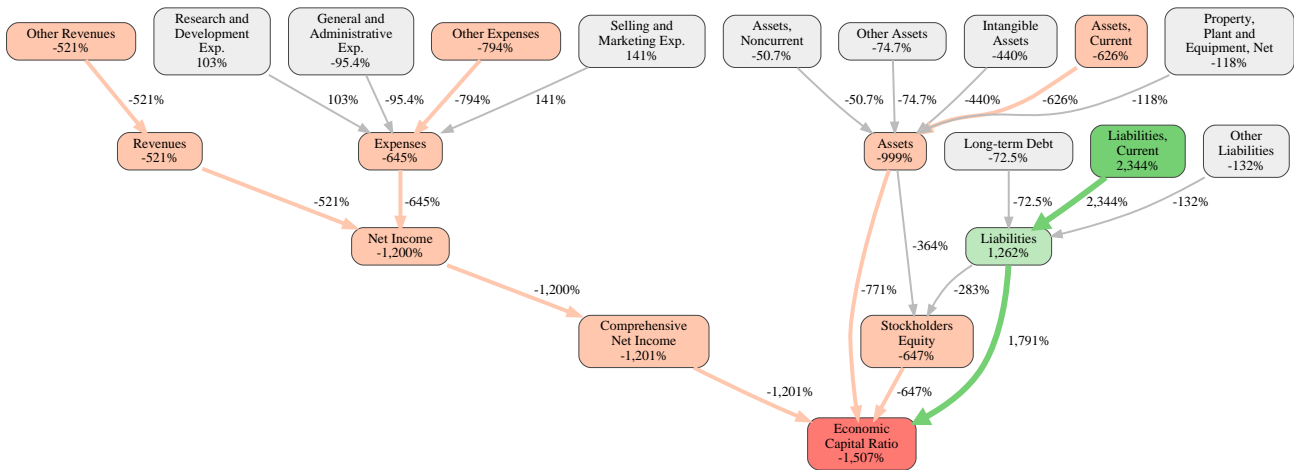 Other Revenues
-521%
Research and
Development
Exp.
103%
General and
Administrative
Exp.
-95.4%
Other Expenses
-794%
Selling and
Marketing Exp.
141%
Assets,
Noncurrent
-50.7%
Other Assets
-74.7%
Intangible
Assets
-440%
Assets,
Current
-626%
Property,
Plant and
Equipment, Net
-118%
-521%
103%
-95.4%
-794%
141%
-50.7%
-74.7%
-440%
-626%
-118%
Revenues
-521%
Expenses
-645%
Assets
-999%
Long-term Debt
-72.5%
Liabilities,
Current
2,344%
Other
Liabilities
-132%
-521%
-645%
-364%
-72.5%
2,344%
-132%
Net Income
-1,200%
Liabilities
1,262%
-1,200%
-771%
-283%
Comprehensive
Net Income
-1,201%
Stockholders
Equity
-647%
1,791%
-1,201%
-647%
Economic
Capital Ratio
-1,507%